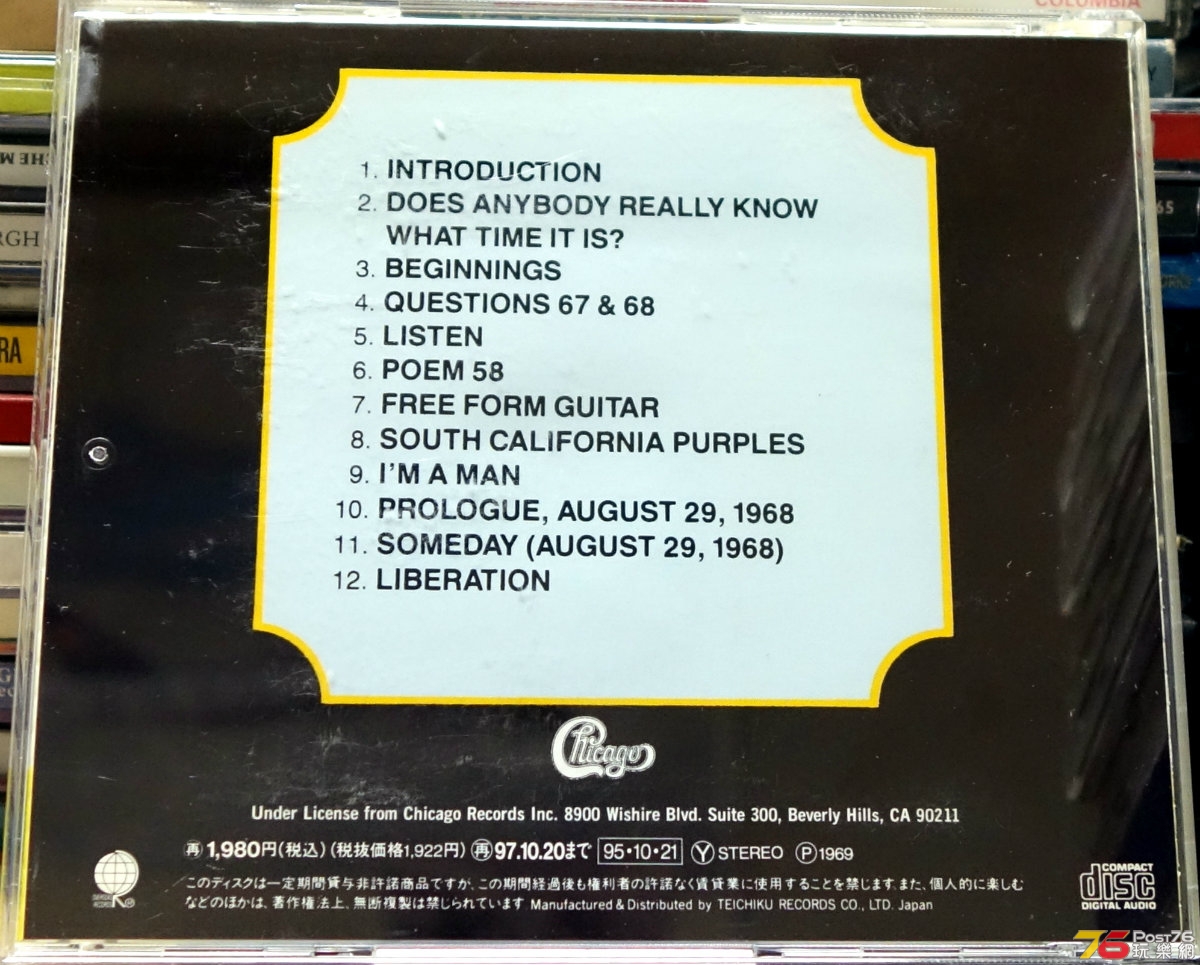 COLUMBIA
1. INTRODUCTION
2. DOES ANYBODY REALLY KNOW
WHAT TIME IT IS?
3. BEGINNINGS
4. QUESTIONS 67 & 68
5. LISTEN
6. POEM 58
7. FREE FORM GUITAR
8. SOUTH CALIFORNIA PURPLES
9. I'M A MAN
10. PROLOGUE, AUGUST 29, 1968
11. SOMEDAY (AUGUST 29, 1968)
12. LIBERATION
Chicago
Under License from Chicago Records Inc. 8900 Wishire Blvd. Suite 300, Beverly Hills, CA 90211
再 1,980円(税込)(税抜価格1,922円) 再 97.10.20まで 95・10・21 Y STEREO Ⓟ1969
このディスクは一定期間貸与非許諾商品ですが、この期間経過後も権利者の許諾なく賃貸業に使用することを禁じます。また、個人的に楽しむ
などのほかは、著作権法上、無断複製は禁じられています Manufactured & Distributed by TEICHIKU RECORDS CO., LTD. Japan
COMPACT
disc
DIGITAL AUDIO
76 Post76
玩樂網